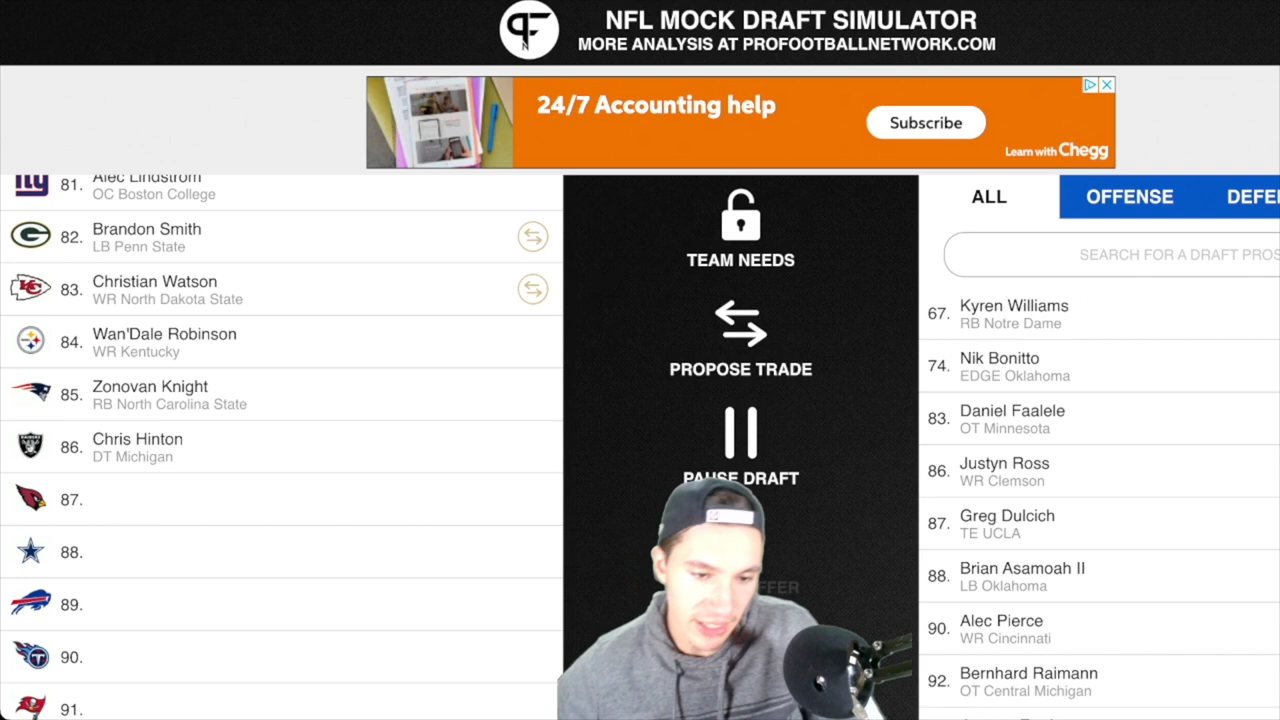 PF
N
NFL MOCK DRAFT SIMULATOR
MORE ANALYSIS AT PROFOOTBALLNETWORK.COM
24/7 Accounting help
Subscribe
Learn with Chegg
ny
81. Alec Lindstrom
OC Boston College
G
82. Brandon Smith
LB Penn State
KC
83. Christian Watson
WR North Dakota State
84. Wan'Dale Robinson
WR Kentucky
85. Zonovan Knight
RB North Carolina State
RAIDERS
86. Chris Hinton
DT Michigan
87.
88.
89.
T
90.
91.
TEAM NEEDS
PROPOSE TRADE
PAUSE DRAFT
FFER
ALL
OFFENSE
DEFE
SEARCH FOR A DRAFT PROS
67. Kyren Williams
RB Notre Dame
74. Nik Bonitto
EDGE Oklahoma
83. Daniel Faalele
OT Minnesota
86. Justyn Ross
WR Clemson
87. Greg Dulcich
TE UCLA
88. Brian Asamoah II
LB Oklahoma
90. Alec Pierce
WR Cincinnati
92. Bernhard Raimann
OT Central Michigan